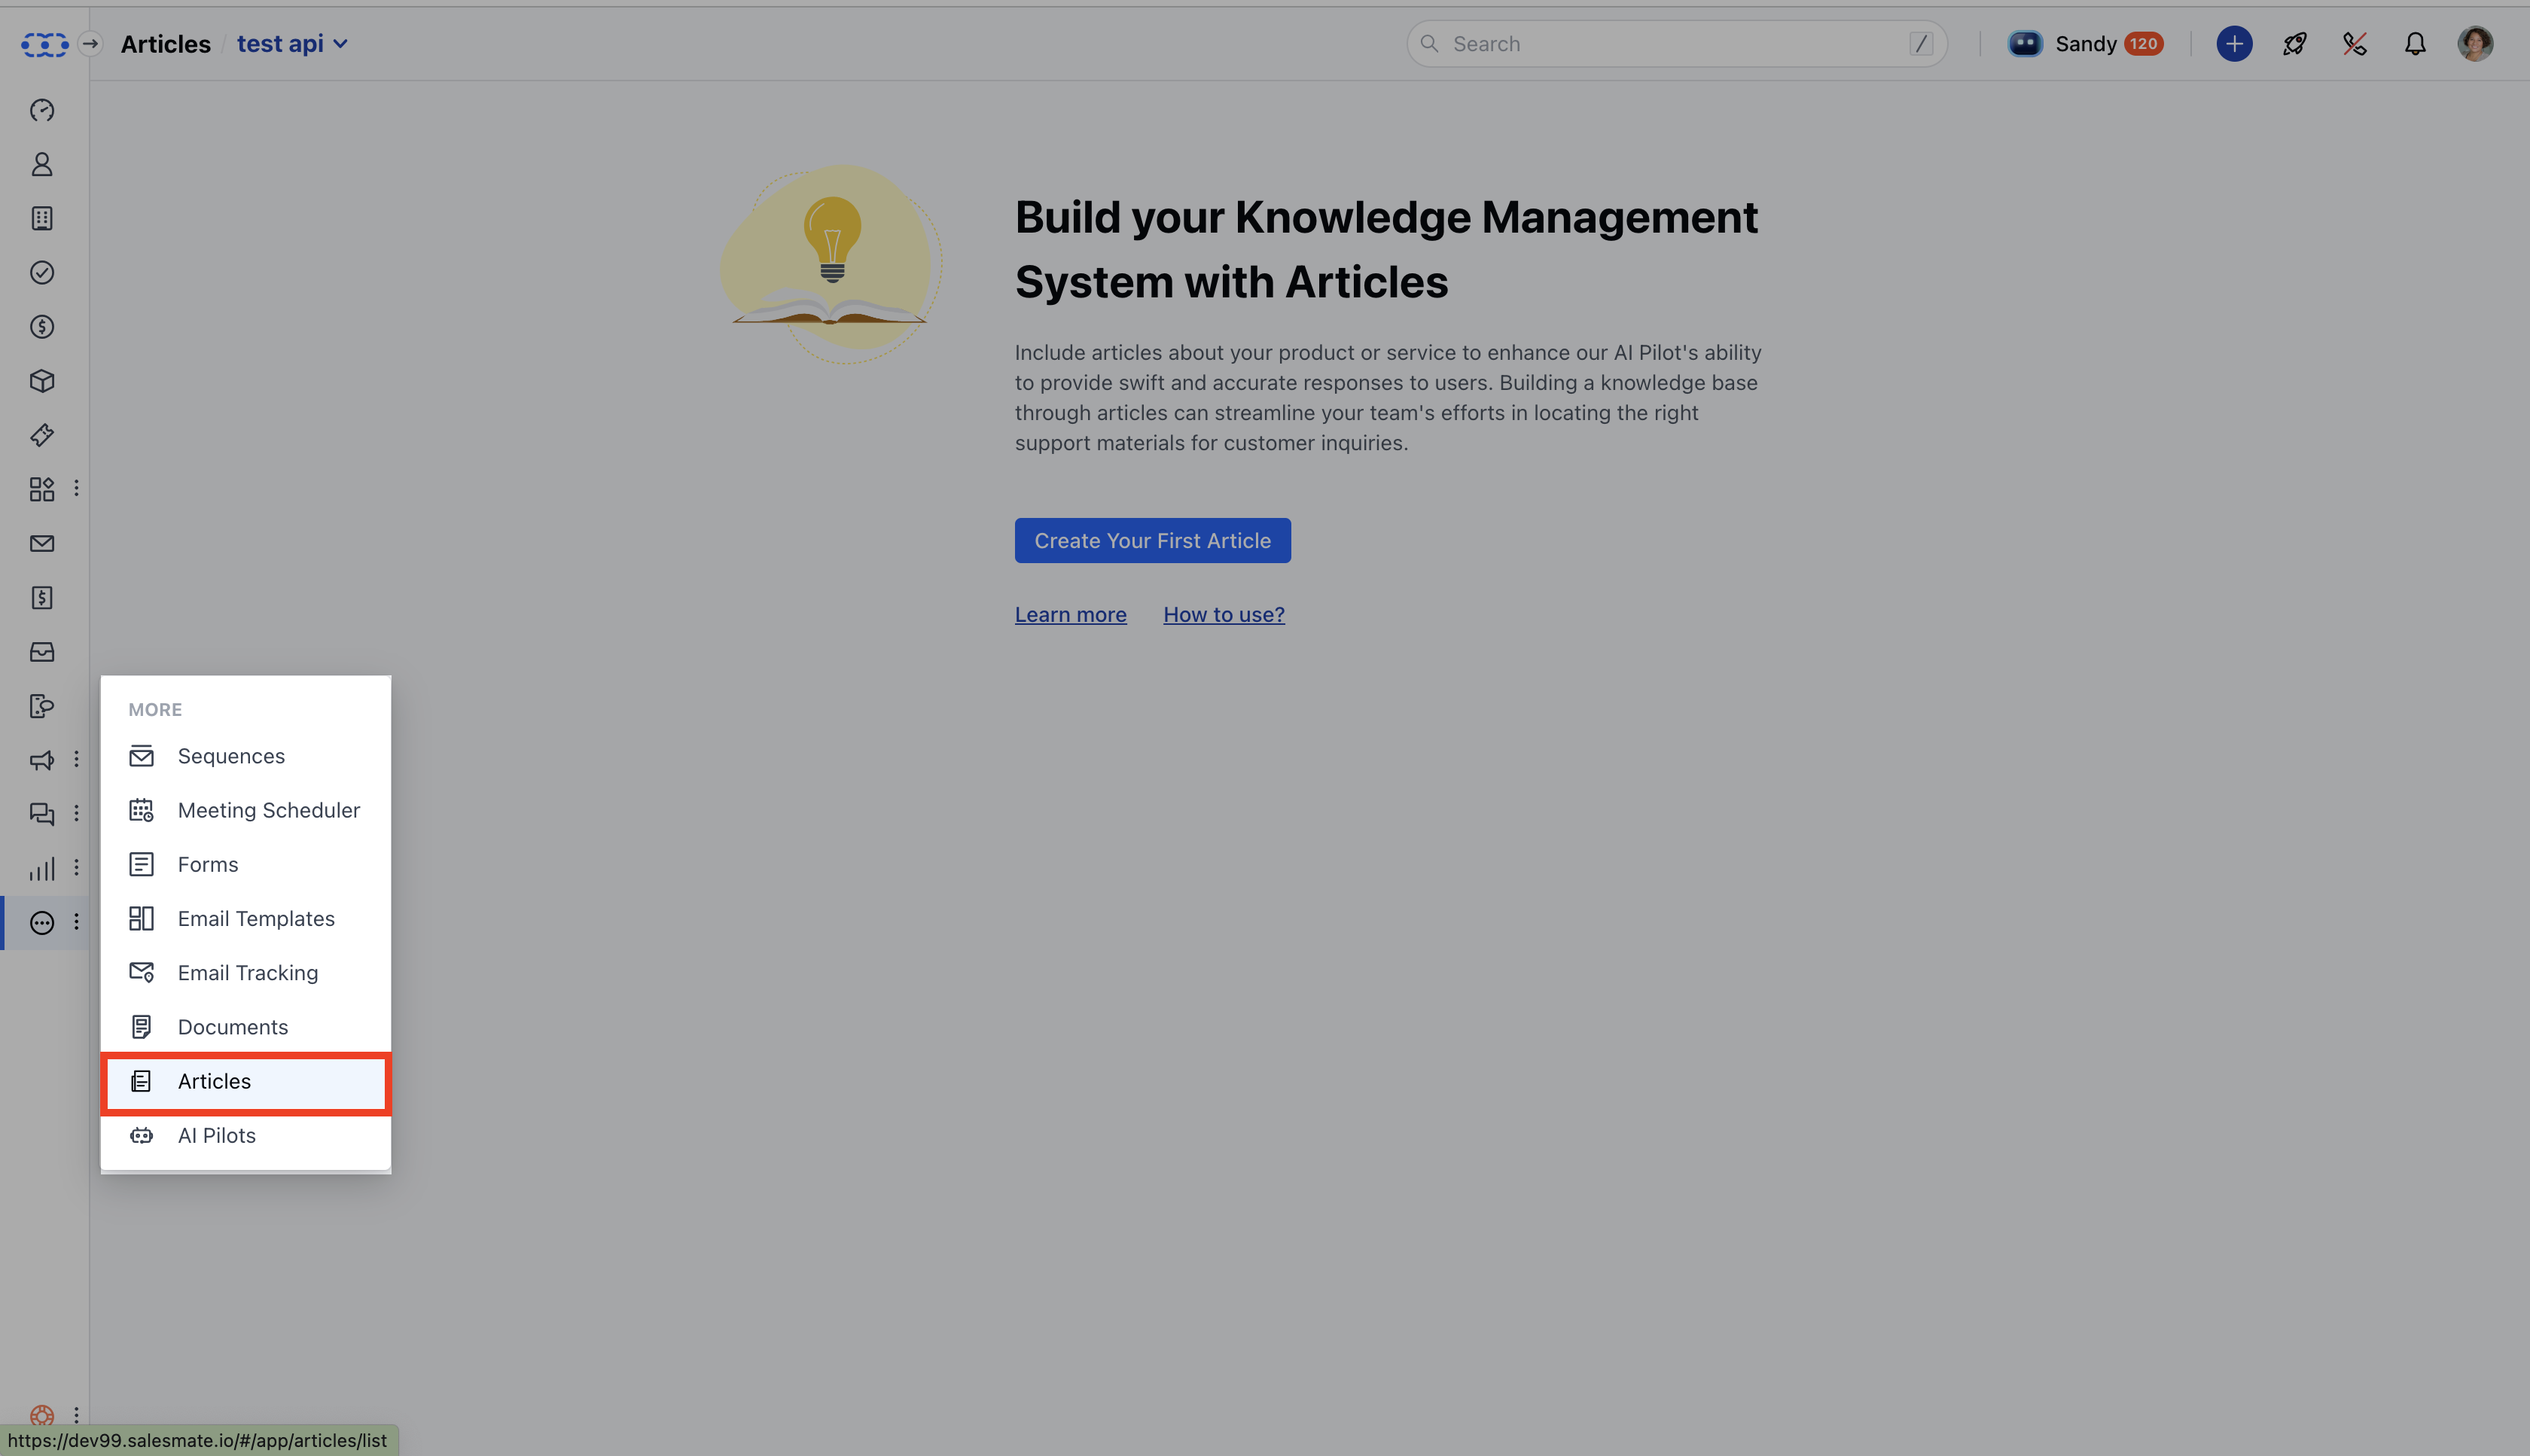 Articles / test api
Search /
Sandy 120
Build your Knowledge Management
System with Articles
Include articles about your product or service to enhance our AI Pilot's ability
to provide swift and accurate responses to users. Building a knowledge base
through articles can streamline your team's efforts in locating the right
support materials for customer inquiries.
Create Your First Article
Learn more How to use?
MORE
Sequences
Meeting Scheduler
Forms
Email Templates
Email Tracking
Documents
Articles
AI Pilots
https://dev99.salesmate.io/#/app/articles/list